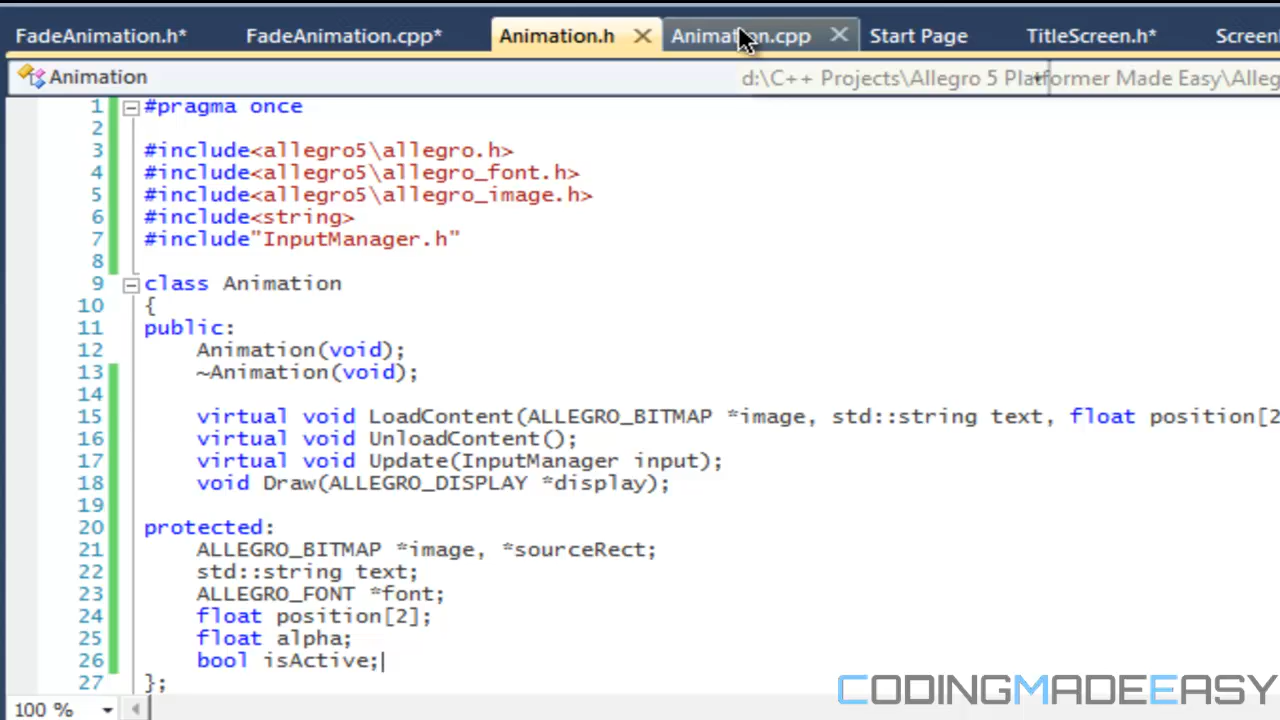 FadeAnimation.h* FadeAnimation.cpp* Animation.h Animation.cpp Start Page TitleScreen.h* Screen
Animation d:\C++ Projects\Allegro 5 Platformer Made Easy\Alleg
1 #pragma once
2
3 #include<allegro5\allegro.h>
4 #include<allegro5\allegro_font.h>
5 #include<allegro5\allegro_image.h>
6 #include<string>
7 #include"InputManager.h"
8
9 class Animation
10 {
11 public:
12 Animation(void);
13 ~Animation(void);
14
15 virtual void LoadContent(ALLEGRO_BITMAP *image, std::string text, float position[2
16 virtual void UnloadContent();
17 virtual void Update(InputManager input);
18 void Draw(ALLEGRO_DISPLAY *display);
19
20 protected:
21 ALLEGRO_BITMAP *image, *sourceRect;
22 std::string text;
23 ALLEGRO_FONT *font;
24 float position[2];
25 float alpha;
26 bool isActive;
27 };
100 %
CODINGMADEEASY